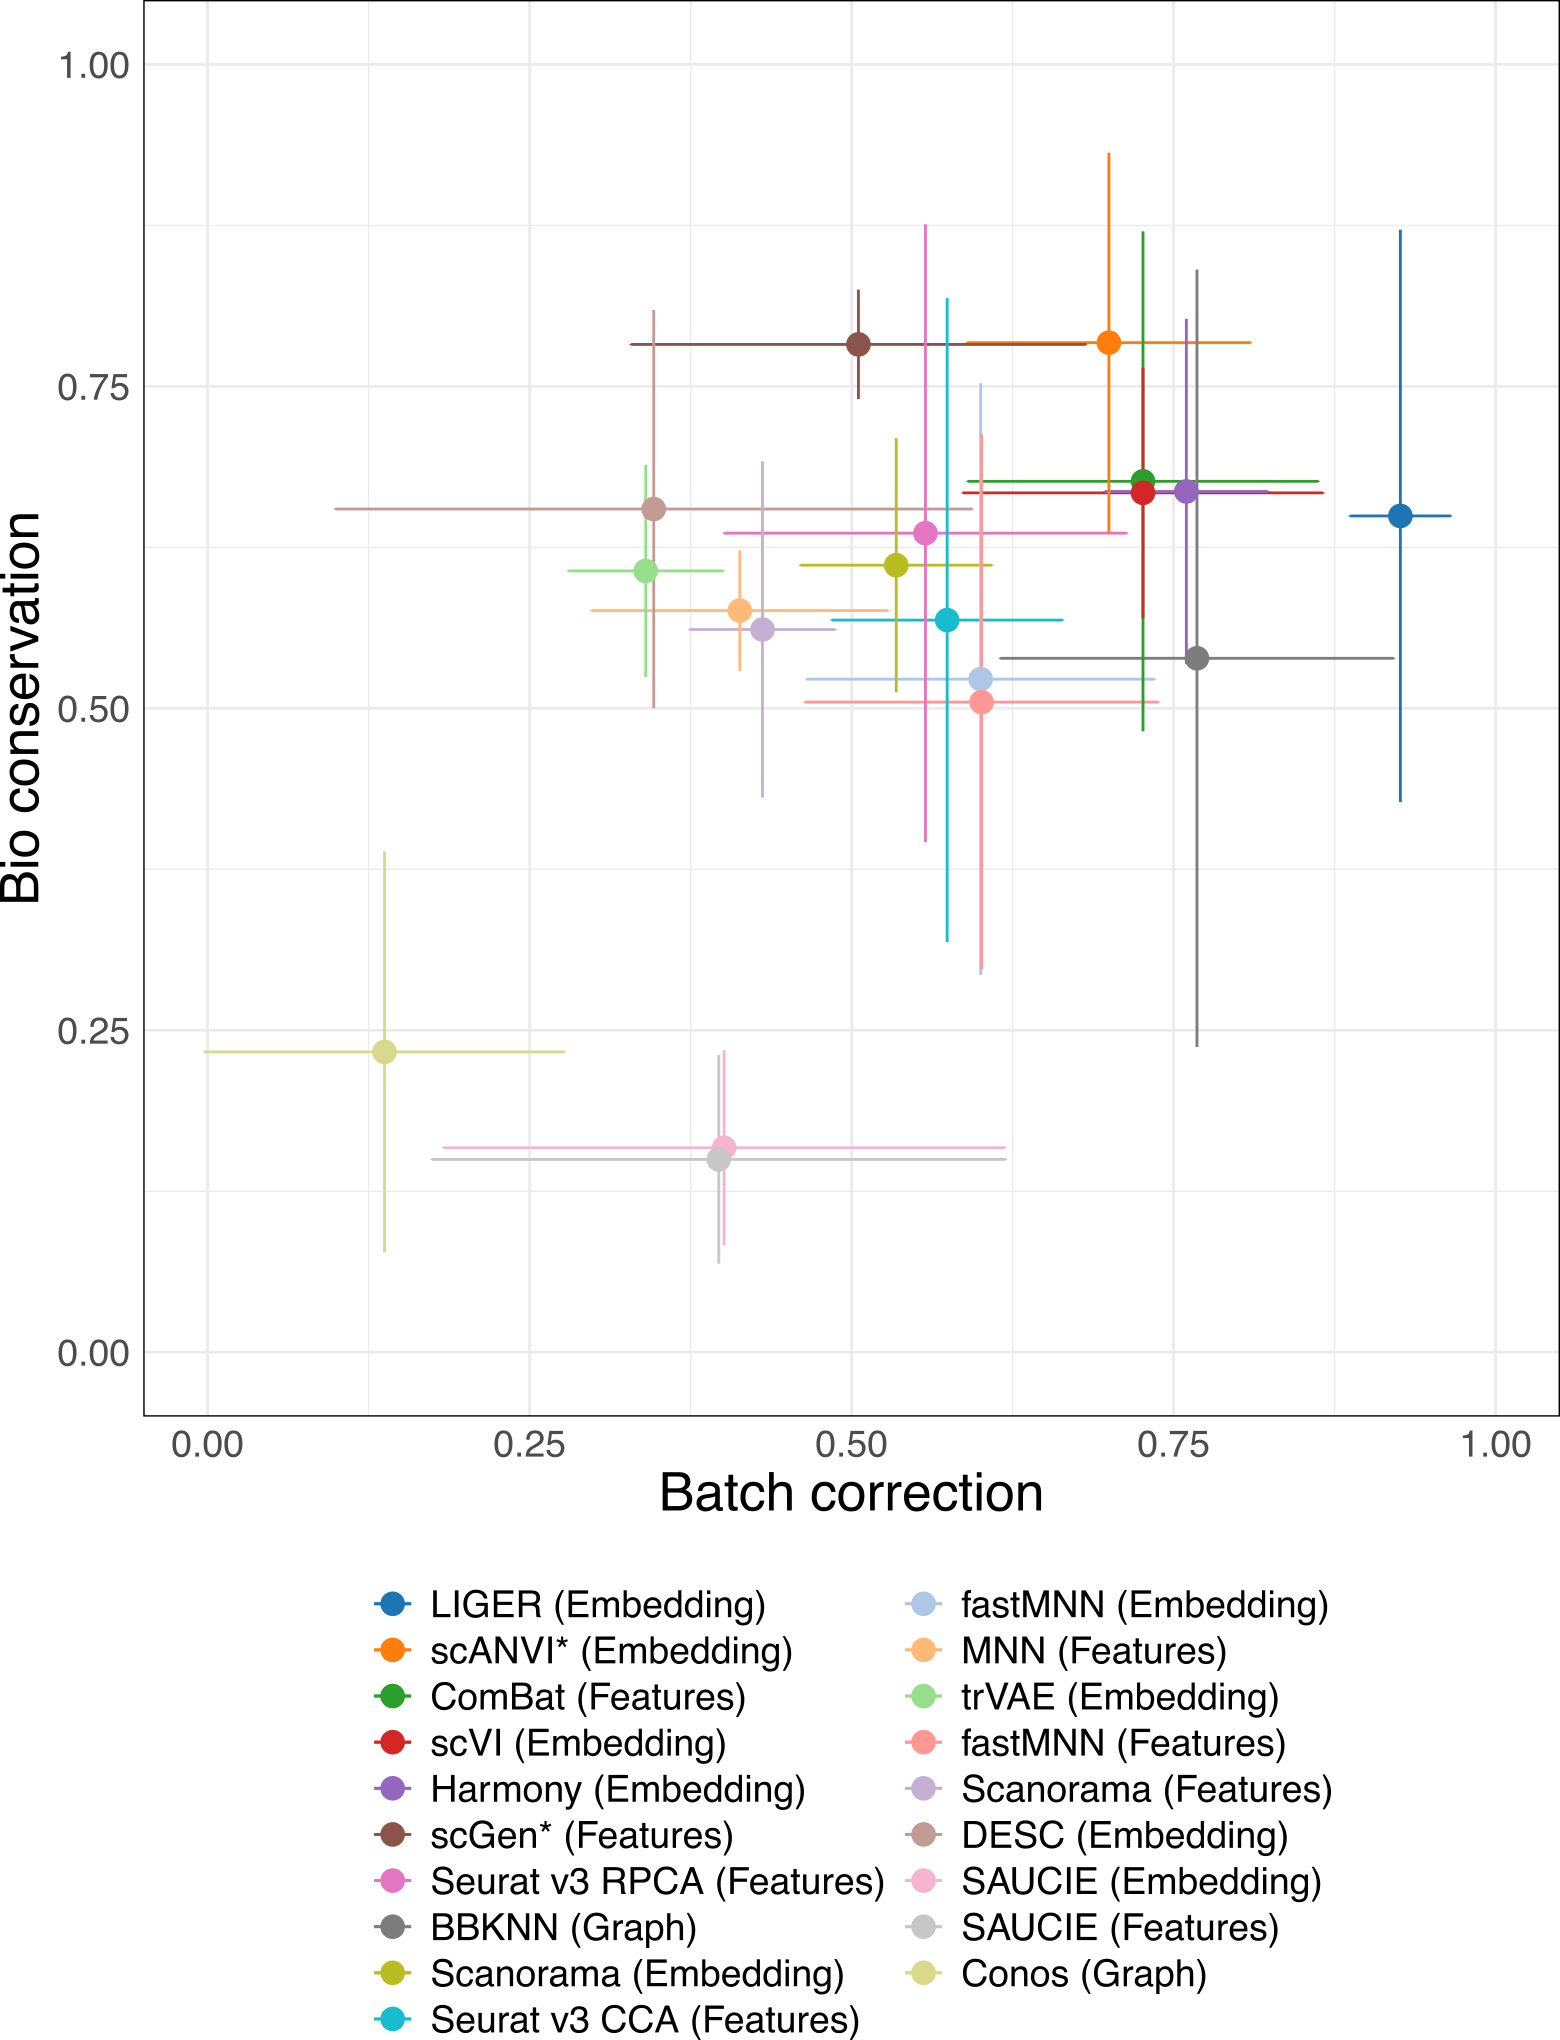 1.00
0.75
0.50
0.25
0.00
Bio conservation
0.00 0.25 0.50 0.75 1.00
Batch correction
LIGER (Embedding)
scANVI* (Embedding)
ComBat (Features)
scVI (Embedding)
Harmony (Embedding)
scGen* (Features)
Seurat v3 RPCA (Features)
BBKNN (Graph)
Scanorama (Embedding)
Seurat v3 CCA (Features)
fastMNN (Embedding)
MNN (Features)
trVAE (Embedding)
fastMNN (Features)
Scanorama (Features)
DESC (Embedding)
SAUCIE (Embedding)
SAUCIE (Features)
Conos (Graph)